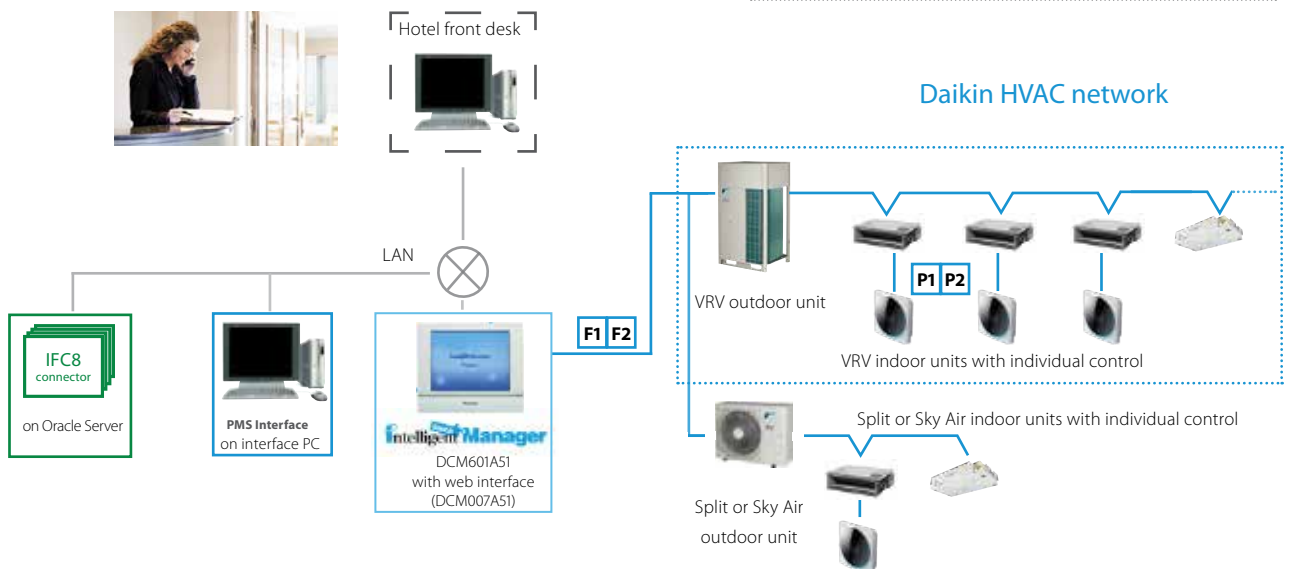 Hotel front desk
Daikin HVAC network
LAN
F1 F2
P1 P2
VRV outdoor unit
VRV indoor units with individual control
IFC8
connector
on Oracle Server
PMS Interface
on interface PC
intelligent Manager
DCM601A51
with web interface
(DCM007A51)
Split or Sky Air indoor units with individual control
Split or Sky Air
outdoor unit